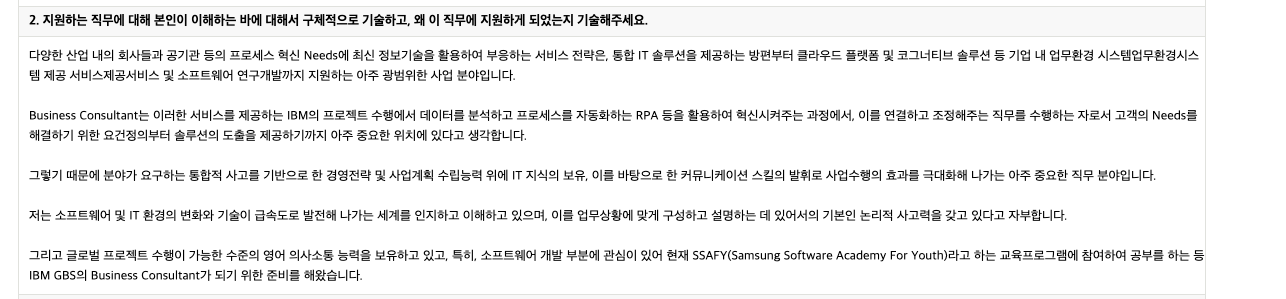 2. 지원하는 직무에 대해 본인이 이해하는 바에 대해서 구체적으로 기술하고, 왜 이 직무에 지원하게 되었는지 기술해주세요.
다양한 산업 내의 회사들과 공기관 등의 프로세스 혁신 Needs에 최신 정보기술을 활용하여 부응하는 서비스 전략은, 통합 IT 솔루션을 제공하는 방편부터 클라우드 플랫폼 및 코그너티브 솔루션 등 기업 내 업무환경 시스템업무환경시스
템 제공 서비스제공서비스 및 소프트웨어 연구개발까지 지원하는 아주 광범위한 사업 분야입니다.
Business Consultant는 이러한 서비스를 제공하는 IBM의 프로젝트 수행에서 데이터를 분석하고 프로세스를 자동화하는 RPA 등을 활용하여 혁신시켜주는 과정에서, 이를 연결하고 조정해주는 직무를 수행하는 자로서 고객의 Needs를
해결하기 위한 요건정의부터 솔루션의 도출을 제공하기까지 아주 중요한 위치에 있다고 생각합니다.
그렇기 때문에 분야가 요구하는 통합적 사고를 기반으로 한 경영전략 및 사업계획 수립능력 위에 IT 지식의 보유, 이를 바탕으로 한 커뮤니케이션 스킬의 발휘로 사업수행의 효과를 극대화해 나가는 아주 중요한 직무 분야입니다.
저는 소프트웨어 및 IT 환경의 변화와 기술이 급속도로 발전해 나가는 세계를 인지하고 이해하고 있으며, 이를 업무상황에 맞게 구성하고 설명하는 데 있어서의 기본인 논리적 사고력을 갖고 있다고 자부합니다.
그리고 글로벌 프로젝트 수행이 가능한 수준의 영어 의사소통 능력을 보유하고 있고, 특히, 소프트웨어 개발 부분에 관심이 있어 현재 SSAFY(Samsung Software Academy For Youth)라고 하는 교육프로그램에 참여하여 공부를 하는 등
IBM GBS의 Business Consultant가 되기 위한 준비를 해왔습니다.